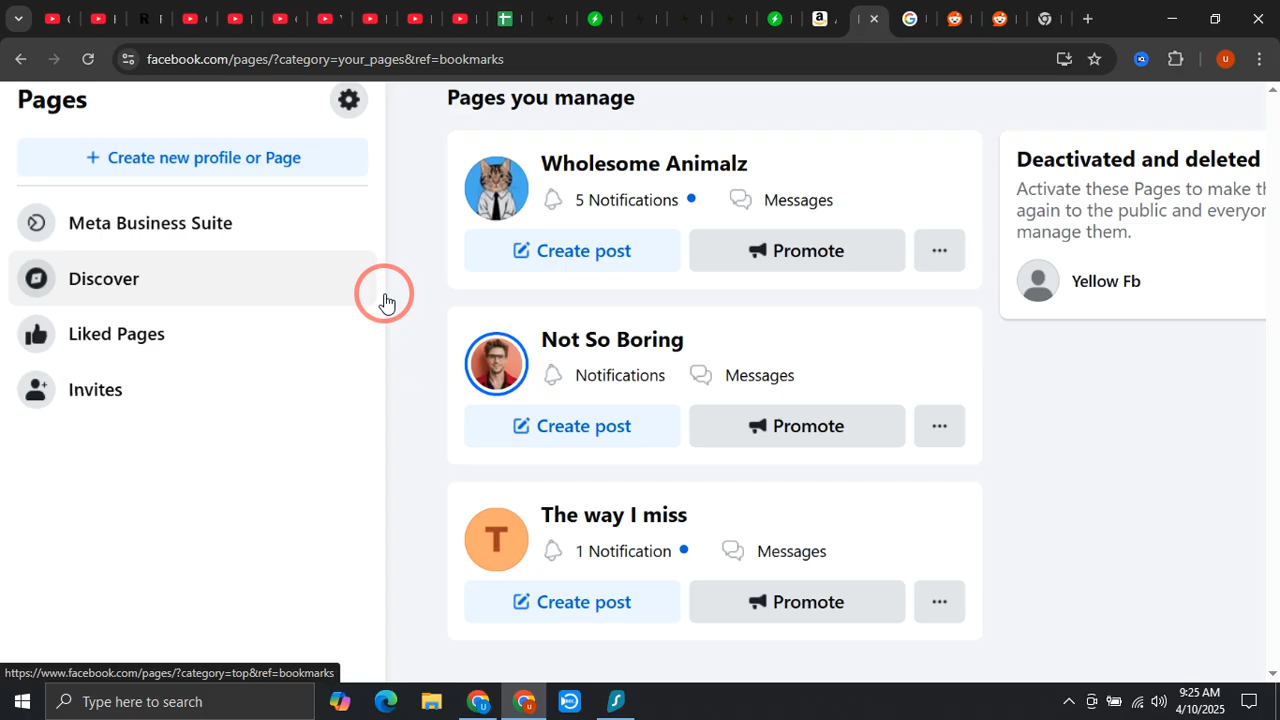 facebook.com/pages/?category=your_pages&ref=bookmarks
Pages
Create new profile or Page
Meta Business Suite
Discover
Liked Pages
Invites
Pages you manage
Wholesome Animalz
5 Notifications
Messages
Create post
Promote
Not So Boring
Notifications
Messages
Create post
Promote
T
The way I miss
1 Notification
Messages
Create post
Promote
Deactivated and deleted
Activate these Pages to make th
again to the public and everyon
manage them.
Yellow Fb
https://www.facebook.com/pages/?category=top&ref=bookmarks
Type here to search
9:25 AM
4/10/2025